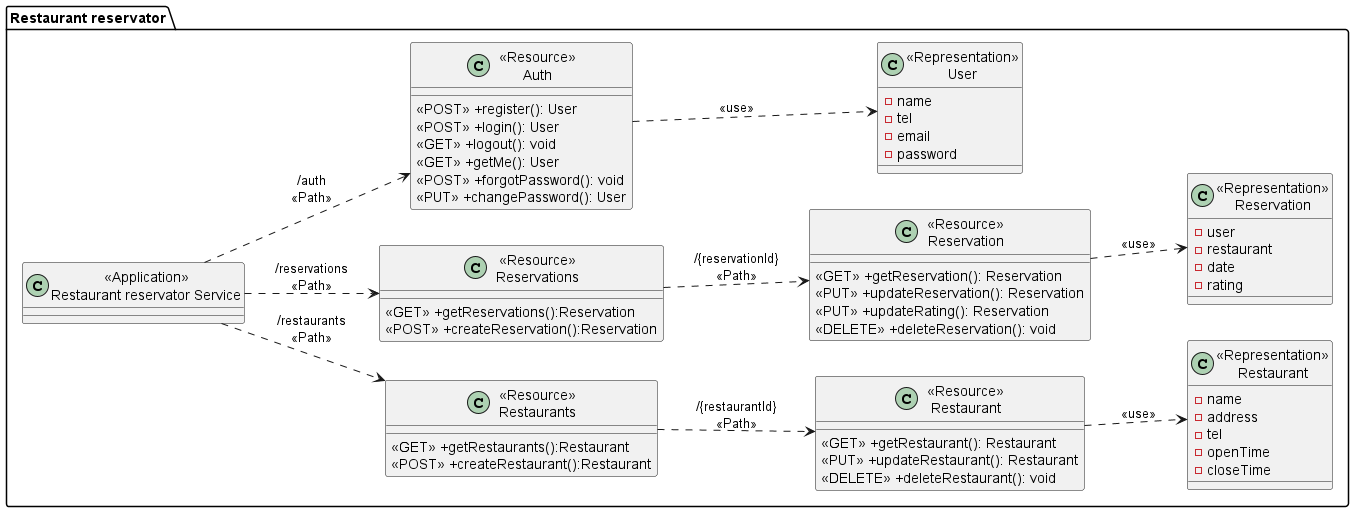 Restaurant reservator
«Application»
Restaurant reservator Service
/auth
«Path»
/reservations
«Path»
/restaurants
«Path»
«Resource»
Auth
«POST» +register(): User
«POST» +login(): User
«GET» +logout(): void
«GET» +getMe(): User
«POST» +forgotPassword(): void
«PUT» +changePassword(): User
«use»
«Representation»
User
name
tel
email
password
«Resource»
Reservations
«GET» +getReservations():Reservation
«POST» +createReservation():Reservation
/{reservationId}
«Path»
«Resource»
Reservation
«GET» +getReservation(): Reservation
«PUT» +updateReservation(): Reservation
«PUT» +updateRating(): Reservation
«DELETE» +deleteReservation(): void
«use»
«Representation»
Reservation
user
restaurant
date
rating
«Resource»
Restaurants
«GET» +getRestaurants():Restaurant
«POST» +createRestaurant():Restaurant
/{restaurantId}
«Path»
«Resource»
Restaurant
«GET» +getRestaurant(): Restaurant
«PUT» +updateRestaurant(): Restaurant
«DELETE» +deleteRestaurant(): void
«use»
«Representation»
Restaurant
name
address
tel
openTime
closeTime